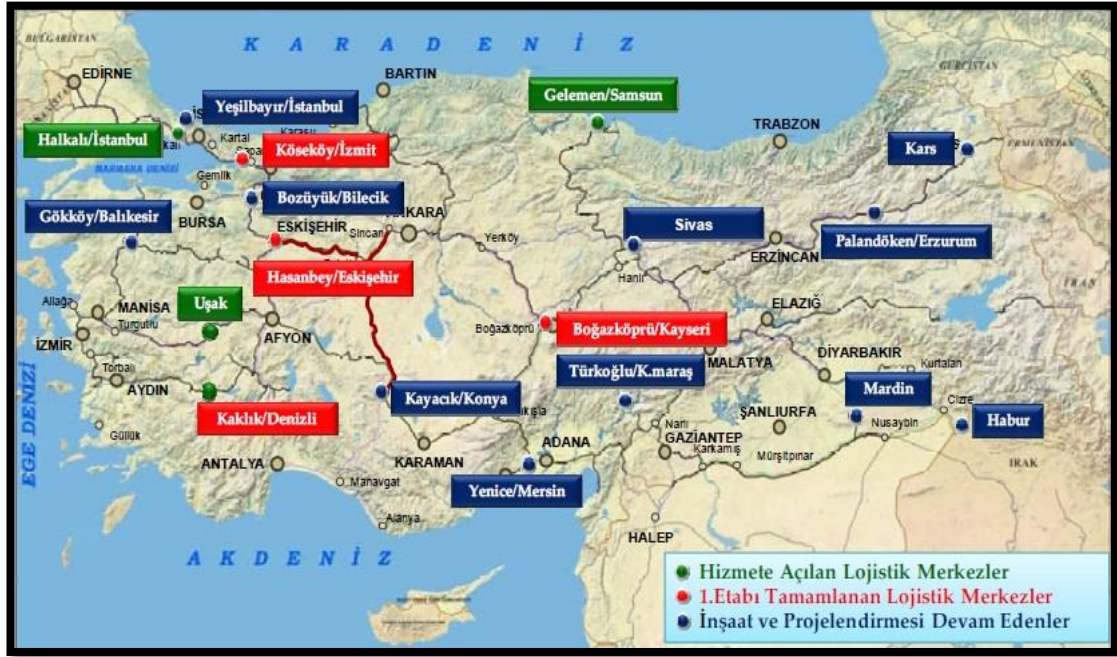 BULGARİSTAN
K A R A D E N İ Z
GÜRCİSTAN
EDİRNE
BARTIN
Gelemen/Samsun
Yeşilbayır/İstanbul
TRABZON
Halkalı/İstanbul
Kartal
Karasu
Köseköy/İzmit
Kars
ERMENİSTAN
MARMARA DENİZİ
Gemlik
Bozüyük/Bilecik
Gökköy/Balıkesir
BURSA
ESKİŞEHİR
Sincan
ANKARA
Yerköy
Sivas
Palandöken/Erzurum
ERZİNCAN
Hanlı
Hasanbey/Eskişehir
İRAN
Aliağa
MANİSA
Uşak
ELAZIĞ
Turgutlu
AFYON
Boğazköprü
Boğazköprü/Kayseri
İZMİR
MALATYA
DİYARBAKIR
Kurtalan
Torbalı
Türkoğlu/K.maraş
AYDIN
Kayacık/Konya
Mardin
Cizre
Kaklık/Denizli
ŞANLIURFA
Habur
Güllük
Narlı
Nusaybin
EGE DENİZİ
ADANA
GAZİANTEP
KARAMAN
Karkamış
Mürşitpınar
ANTALYA
IRAK
Manavgat
Yenice/Mersin
Alanya
HALEP
A K D E N İ Z
Hizmete Açılan Lojistik Merkezler
1.Etabı Tamamlanan Lojistik Merkezler
İnşaat ve Projelendirmesi Devam Edenler